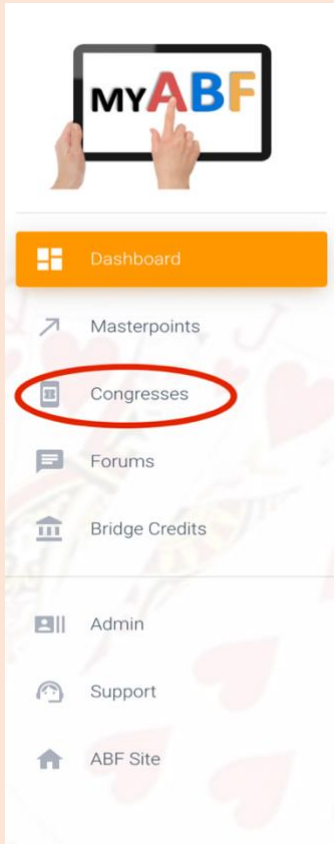 MYABF
Dashboard
Masterpoints
Congresses
Forums
Bridge Credits
Admin
Support
ABF Site